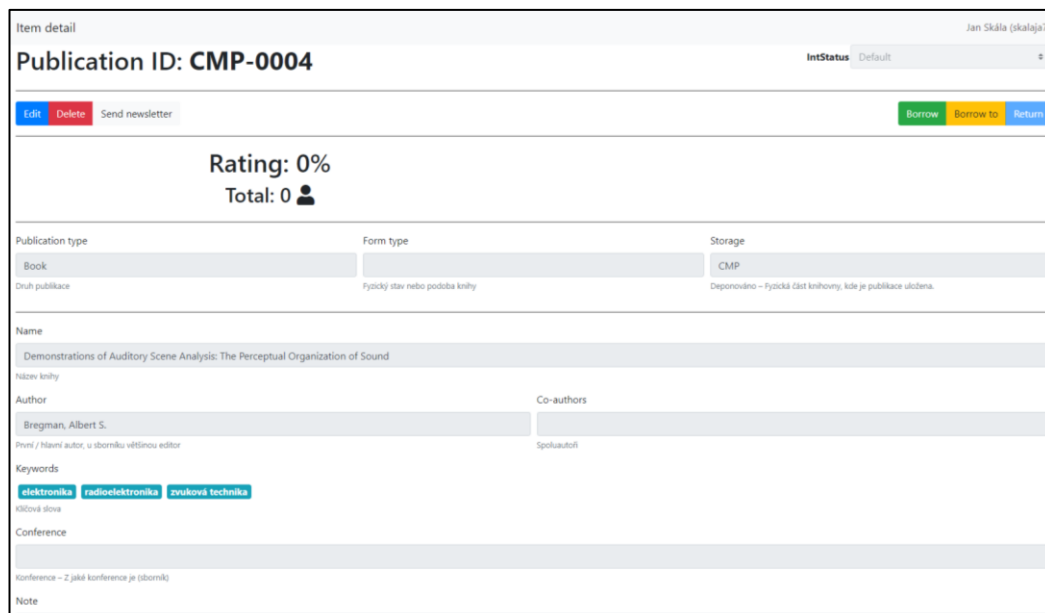 Item detail Jan Skála (skalaja7
Publication ID: CMP-0004 IntStatus Default
Edit Delete Send newsletter Borrow Borrow to Return
Rating: 0%
Total: 0
Publication type Form type Storage
Book CMP
Druh publikace Fyzický stav nebo podoba knihy Deponováno – Fyzická část knihovny, kde je publikace uložena.
Name
Demonstrations of Auditory Scene Analysis: The Perceptual Organization of Sound
Název knihy
Author Co-authors
Bregman, Albert S.
První / hlavní autor, u sborníku většinou editor Spoluautoři
Keywords
elektronika radioelektronika zvuková technika
Klíčová slova
Conference
Konference – Z jaké konference je (sborník)
Note